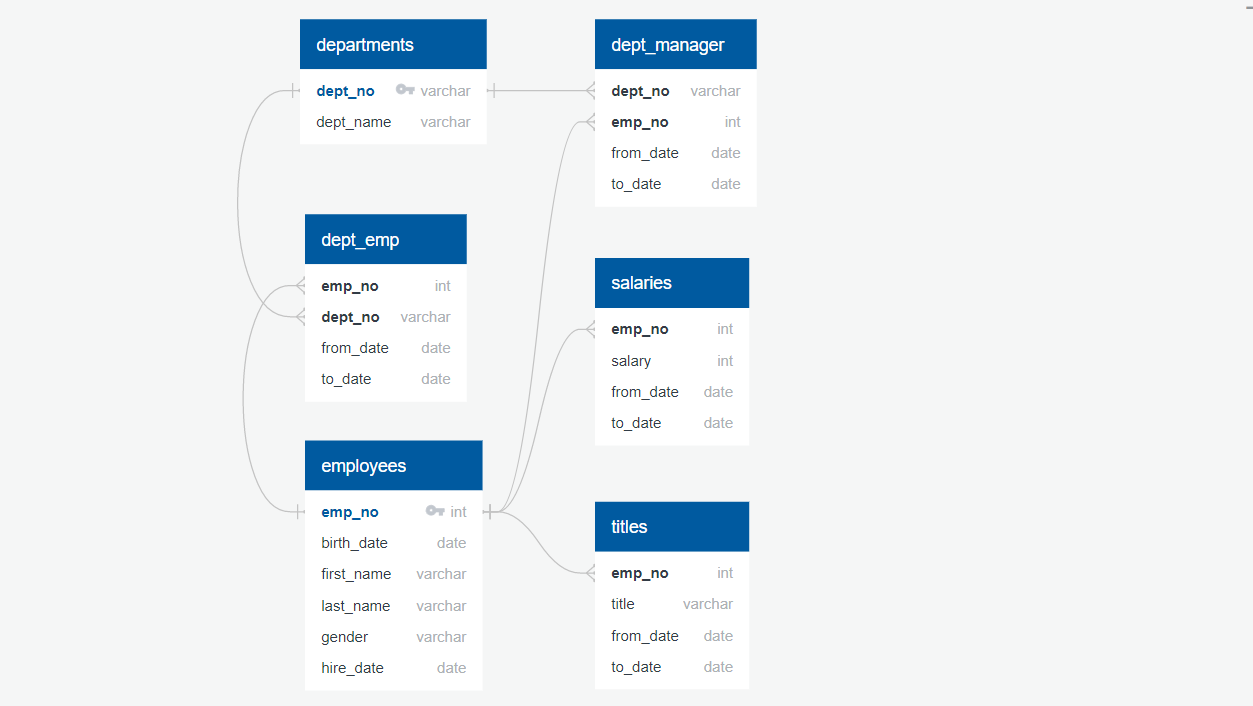 departments
dept_no varchar
dept_name varchar
dept_emp
emp_no int
dept_no varchar
from_date date
to_date date
employees
emp_no int
birth_date date
first_name varchar
last_name varchar
gender varchar
hire_date date
dept_manager
dept_no varchar
emp_no int
from_date date
to_date date
salaries
emp_no int
salary int
from_date date
to_date date
titles
emp_no int
title varchar
from_date date
to_date date